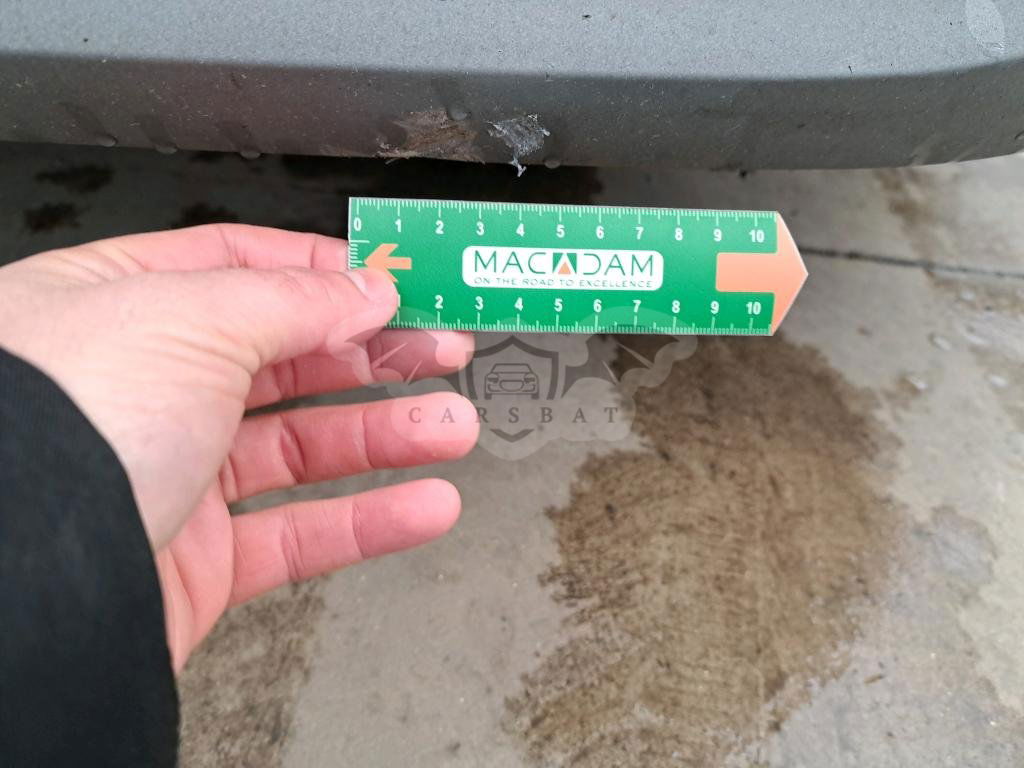 0 1 2 3 4 5 6 7 8 9 10
MACADAM
ON THE ROAD TO EXCELLENCE
1 2 3 4 5 6 7 8 9 10
CARSBAT